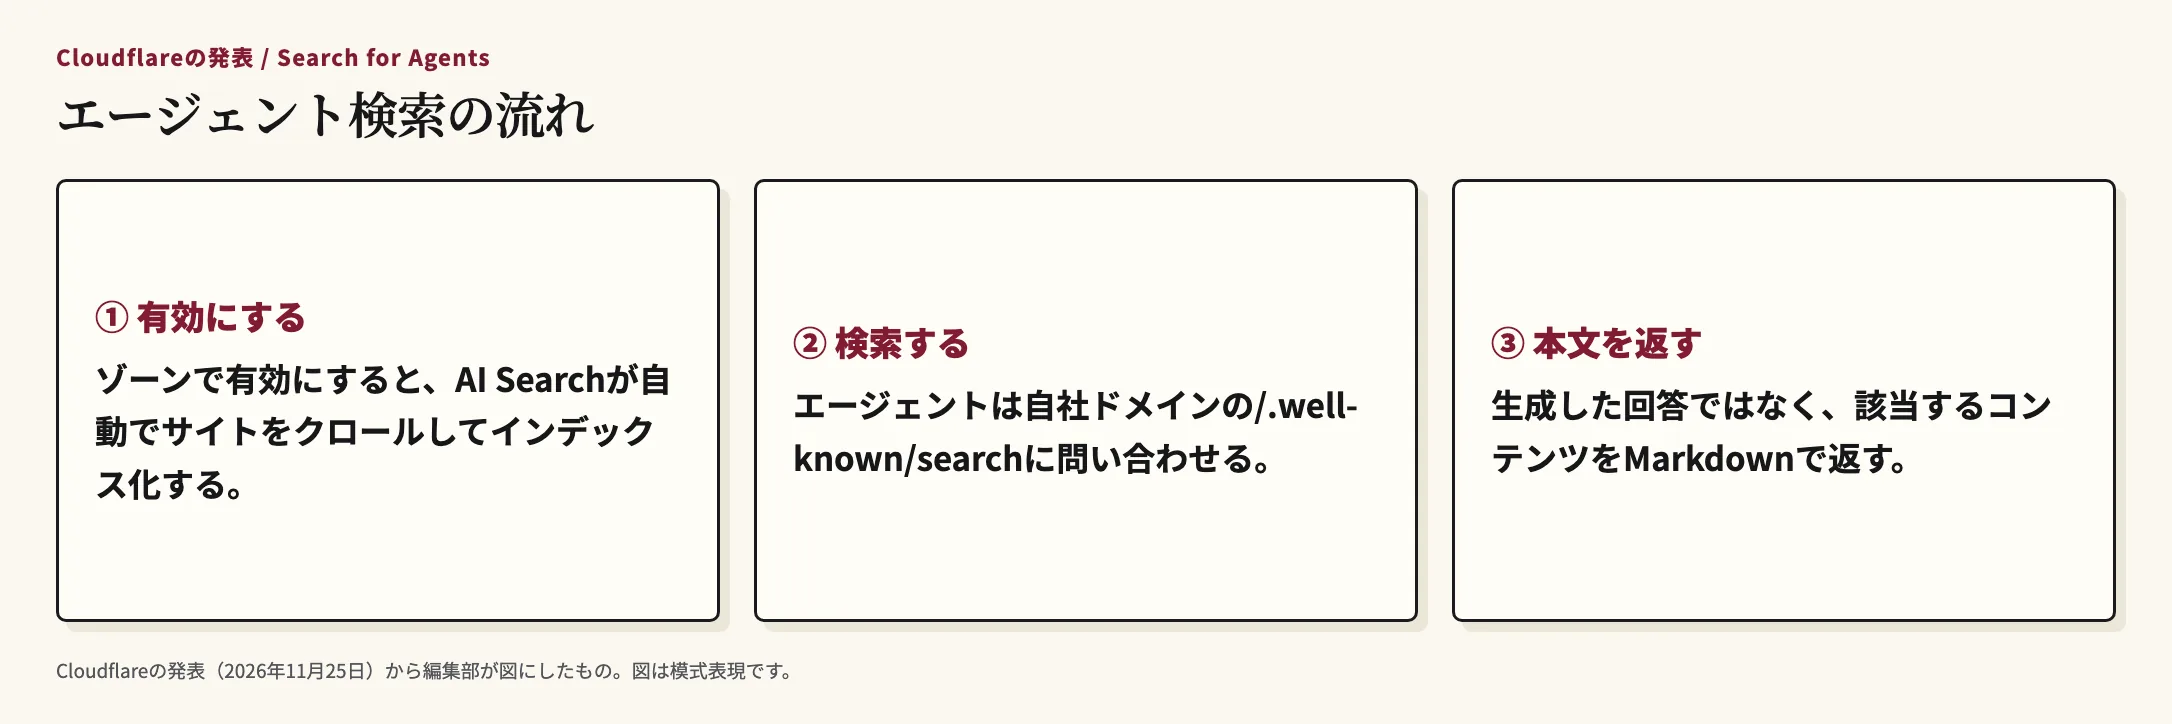 Cloudflareの発表 / Search for Agents
エージェント検索の流れ
① 有効にする
ゾーンで有効にすると、AI Searchが自
動でサイトをクロールしてインデック
ス化する。
② 検索する
エージェントは自社ドメインの/.well-
known/searchに問い合わせる。
③ 本文を返す
生成した回答ではなく、該当するコン
テンツをMarkdownで返す。
Cloudflareの発表（2026年11月25日）から編集部が図にしたもの。図は模式表現です。